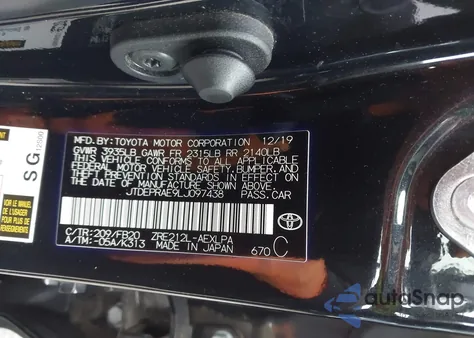 MFD.BY:TOYOTA MOTOR CORPORATION 12/19
GVWR 3935LB GAWR FR 2315LB RR 2140LB
THIS VEHICLE CONFORMS TO ALL APPLICABLE
FEDERAL MOTOR VEHICLE SAFETY,BUMPER, AND
THEFT PREVENTION STANDARDS IN EFFECT ON
THE DATE OF MANUFACTURE SHOWN ABOVE.
JTDEPRAE9LJ097438 PASS.CAR
C/TR:209/FB20 ZRE212L-AEXLPA
A/TM:-05A/K313 MADE IN JAPAN 670 C
SG
autoSnap